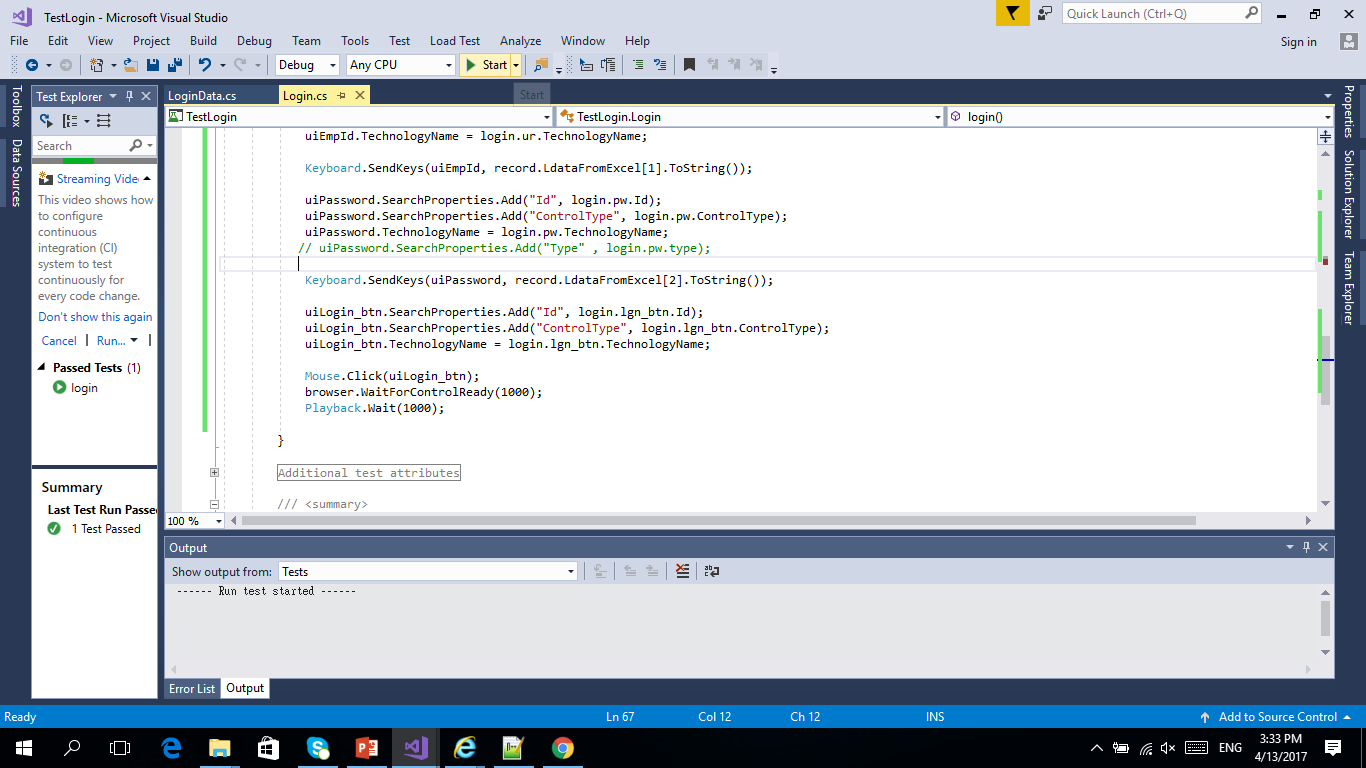 TestLogin - Microsoft Visual Studio
Quick Launch (Ctrl+Q)
File Edit View Project Build Debug Team Tools Test Load Test Analyze Window Help
Sign in
Debug Any CPU Start
Toolbox
Data Sources
Test Explorer
Search
Streaming Vide
This video shows how
to configure
continuous
integration (CI)
system to test
continuously for
every code change.
Don't show this again
Cancel | Run... |
Passed Tests (1)
login
Summary
Last Test Run Passe
1 Test Passed
LoginData.cs Login.cs
Start
TestLogin TestLogin.Login login()
uiEmpId.TechnologyName = login.ur.TechnologyName;
Keyboard.SendKeys(uiEmpId, record.LdataFromExcel[1].ToString());
uiPassword.SearchProperties.Add("Id", login.pw.Id);
uiPassword.SearchProperties.Add("ControlType", login.pw.ControlType);
uiPassword.TechnologyName = login.pw.TechnologyName;
// uiPassword.SearchProperties.Add("Type" , login.pw.type);
Keyboard.SendKeys(uiPassword, record.LdataFromExcel[2].ToString());
uiLogin_btn.SearchProperties.Add("Id", login.lgn_btn.Id);
uiLogin_btn.SearchProperties.Add("ControlType", login.lgn_btn.ControlType);
uiLogin_btn.TechnologyName = login.lgn_btn.TechnologyName;
Mouse.Click(uiLogin_btn);
browser.WaitForControlReady(1000);
Playback.Wait(1000);
}
Additional test attributes
/// <summary>
100 %
Properties
Solution Explorer
Team Explorer
Output
Show output from: Tests
------ Run test started ------
Error List Output
Ready Ln 67 Col 12 Ch 12 INS Add to Source Control
ENG
3:33 PM
4/13/2017